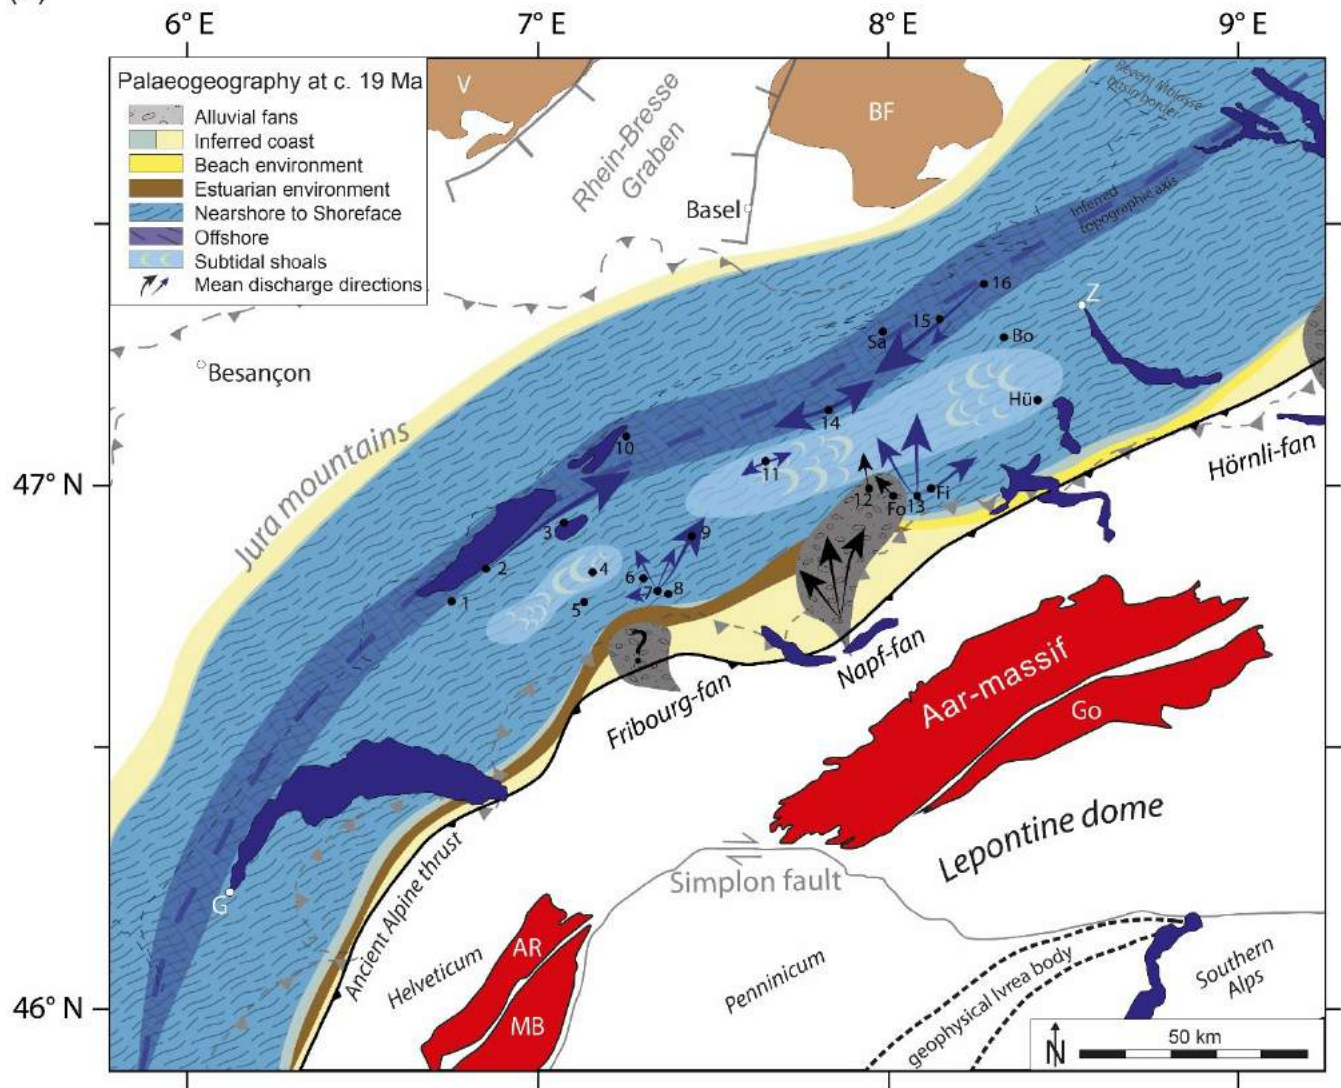 6° E
7° E
8° E
9° E
Palaeogeography at c. 19 Ma
Alluvial fans
Inferred coast
Beach environment
Estuarian environment
Nearshore to Shoreface
Offshore
Subtidal shoals
Mean discharge directions
V
BF
Rhein-Bresse
Graben
Basel
Recent Molasse
basin border
Inferred
topographic axis
Besançon
Jura mountains
47° N
46° N
16
15
Sa
Bo
Z
Hü
14
10
11
12
Fo
13
Fi
9
3
2
1
4
5
6
7
8
?
Hörnli-fan
Napf-fan
Fribourg-fan
Aar-massif
Go
Lepontine dome
Simplon fault
G
Ancient Alpine thrust
Helveticum
AR
MB
Penninicum
geophysical Ivrea body
Southern
Alps
N
50 km